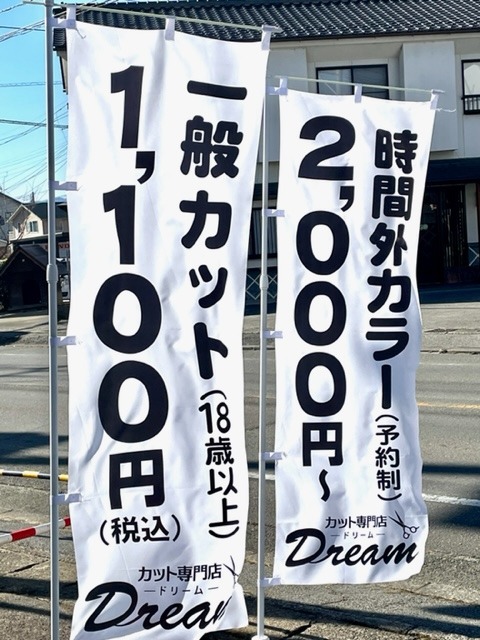 一般カット(18歳以上)
1,100円
(税込)
カット専門店
ードリームー
Dream
時間外カラー(予約制)
2,000円~
カット専門店
ードリームー
Dream